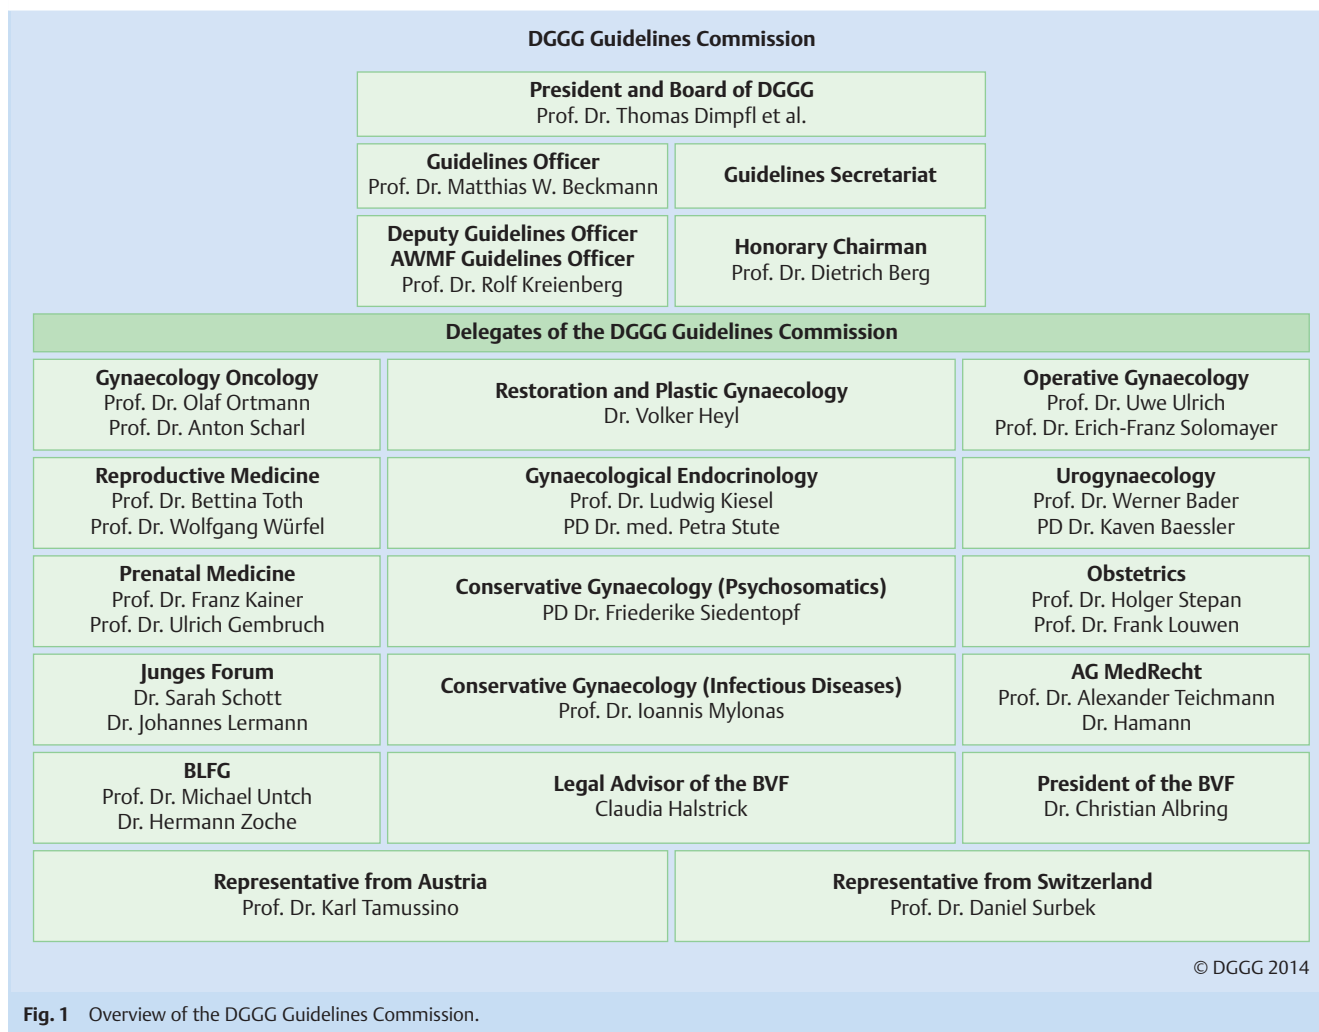 DGGG Guidelines Commission
President and Board of DGGG
Prof. Dr. Thomas Dimpfl et al.
Guidelines Officer
Prof. Dr. Matthias W. Beckmann
Guidelines Secretariat
Deputy Guidelines Officer
AWMF Guidelines Officer
Prof. Dr. Rolf Kreienberg
Honorary Chairman
Prof. Dr. Dietrich Berg
Delegates of the DGGG Guidelines Commission
Gynaecology Oncology
Prof. Dr. Olaf Ortmann
Prof. Dr. Anton Scharl
Restoration and Plastic Gynaecology
Dr. Volker Heyl
Operative Gynaecology
Prof. Dr. Uwe Ulrich
Prof. Dr. Erich-Franz Solomayer
Reproductive Medicine
Prof. Dr. Bettina Toth
Prof. Dr. Wolfgang Würfel
Gynaecological Endocrinology
Prof. Dr. Ludwig Kiesel
PD Dr. med. Petra Stute
Urogynaecology
Prof. Dr. Werner Bader
PD Dr. Kaven Baessler
Prenatal Medicine
Prof. Dr. Franz Kainer
Prof. Dr. Ulrich Gembruch
Conservative Gynaecology (Psychosomatics)
PD Dr. Friederike Siedentopf
Obstetrics
Prof. Dr. Holger Stepan
Prof. Dr. Frank Louwen
Junges Forum
Dr. Sarah Schott
Dr. Johannes Lermann
Conservative Gynaecology (Infectious Diseases)
Prof. Dr. Ioannis Mylonas
AG MedRecht
Prof. Dr. Alexander Teichmann
Dr. Hamann
BLFG
Prof. Dr. Michael Untch
Dr. Hermann Zoche
Legal Advisor of the BVF
Claudia Halstrick
President of the BVF
Dr. Christian Albring
Representative from Austria
Prof. Dr. Karl Tamussino
Representative from Switzerland
Prof. Dr. Daniel Surbek
© DGGG 2014
Fig. 1 Overview of the DGGG Guidelines Commission.